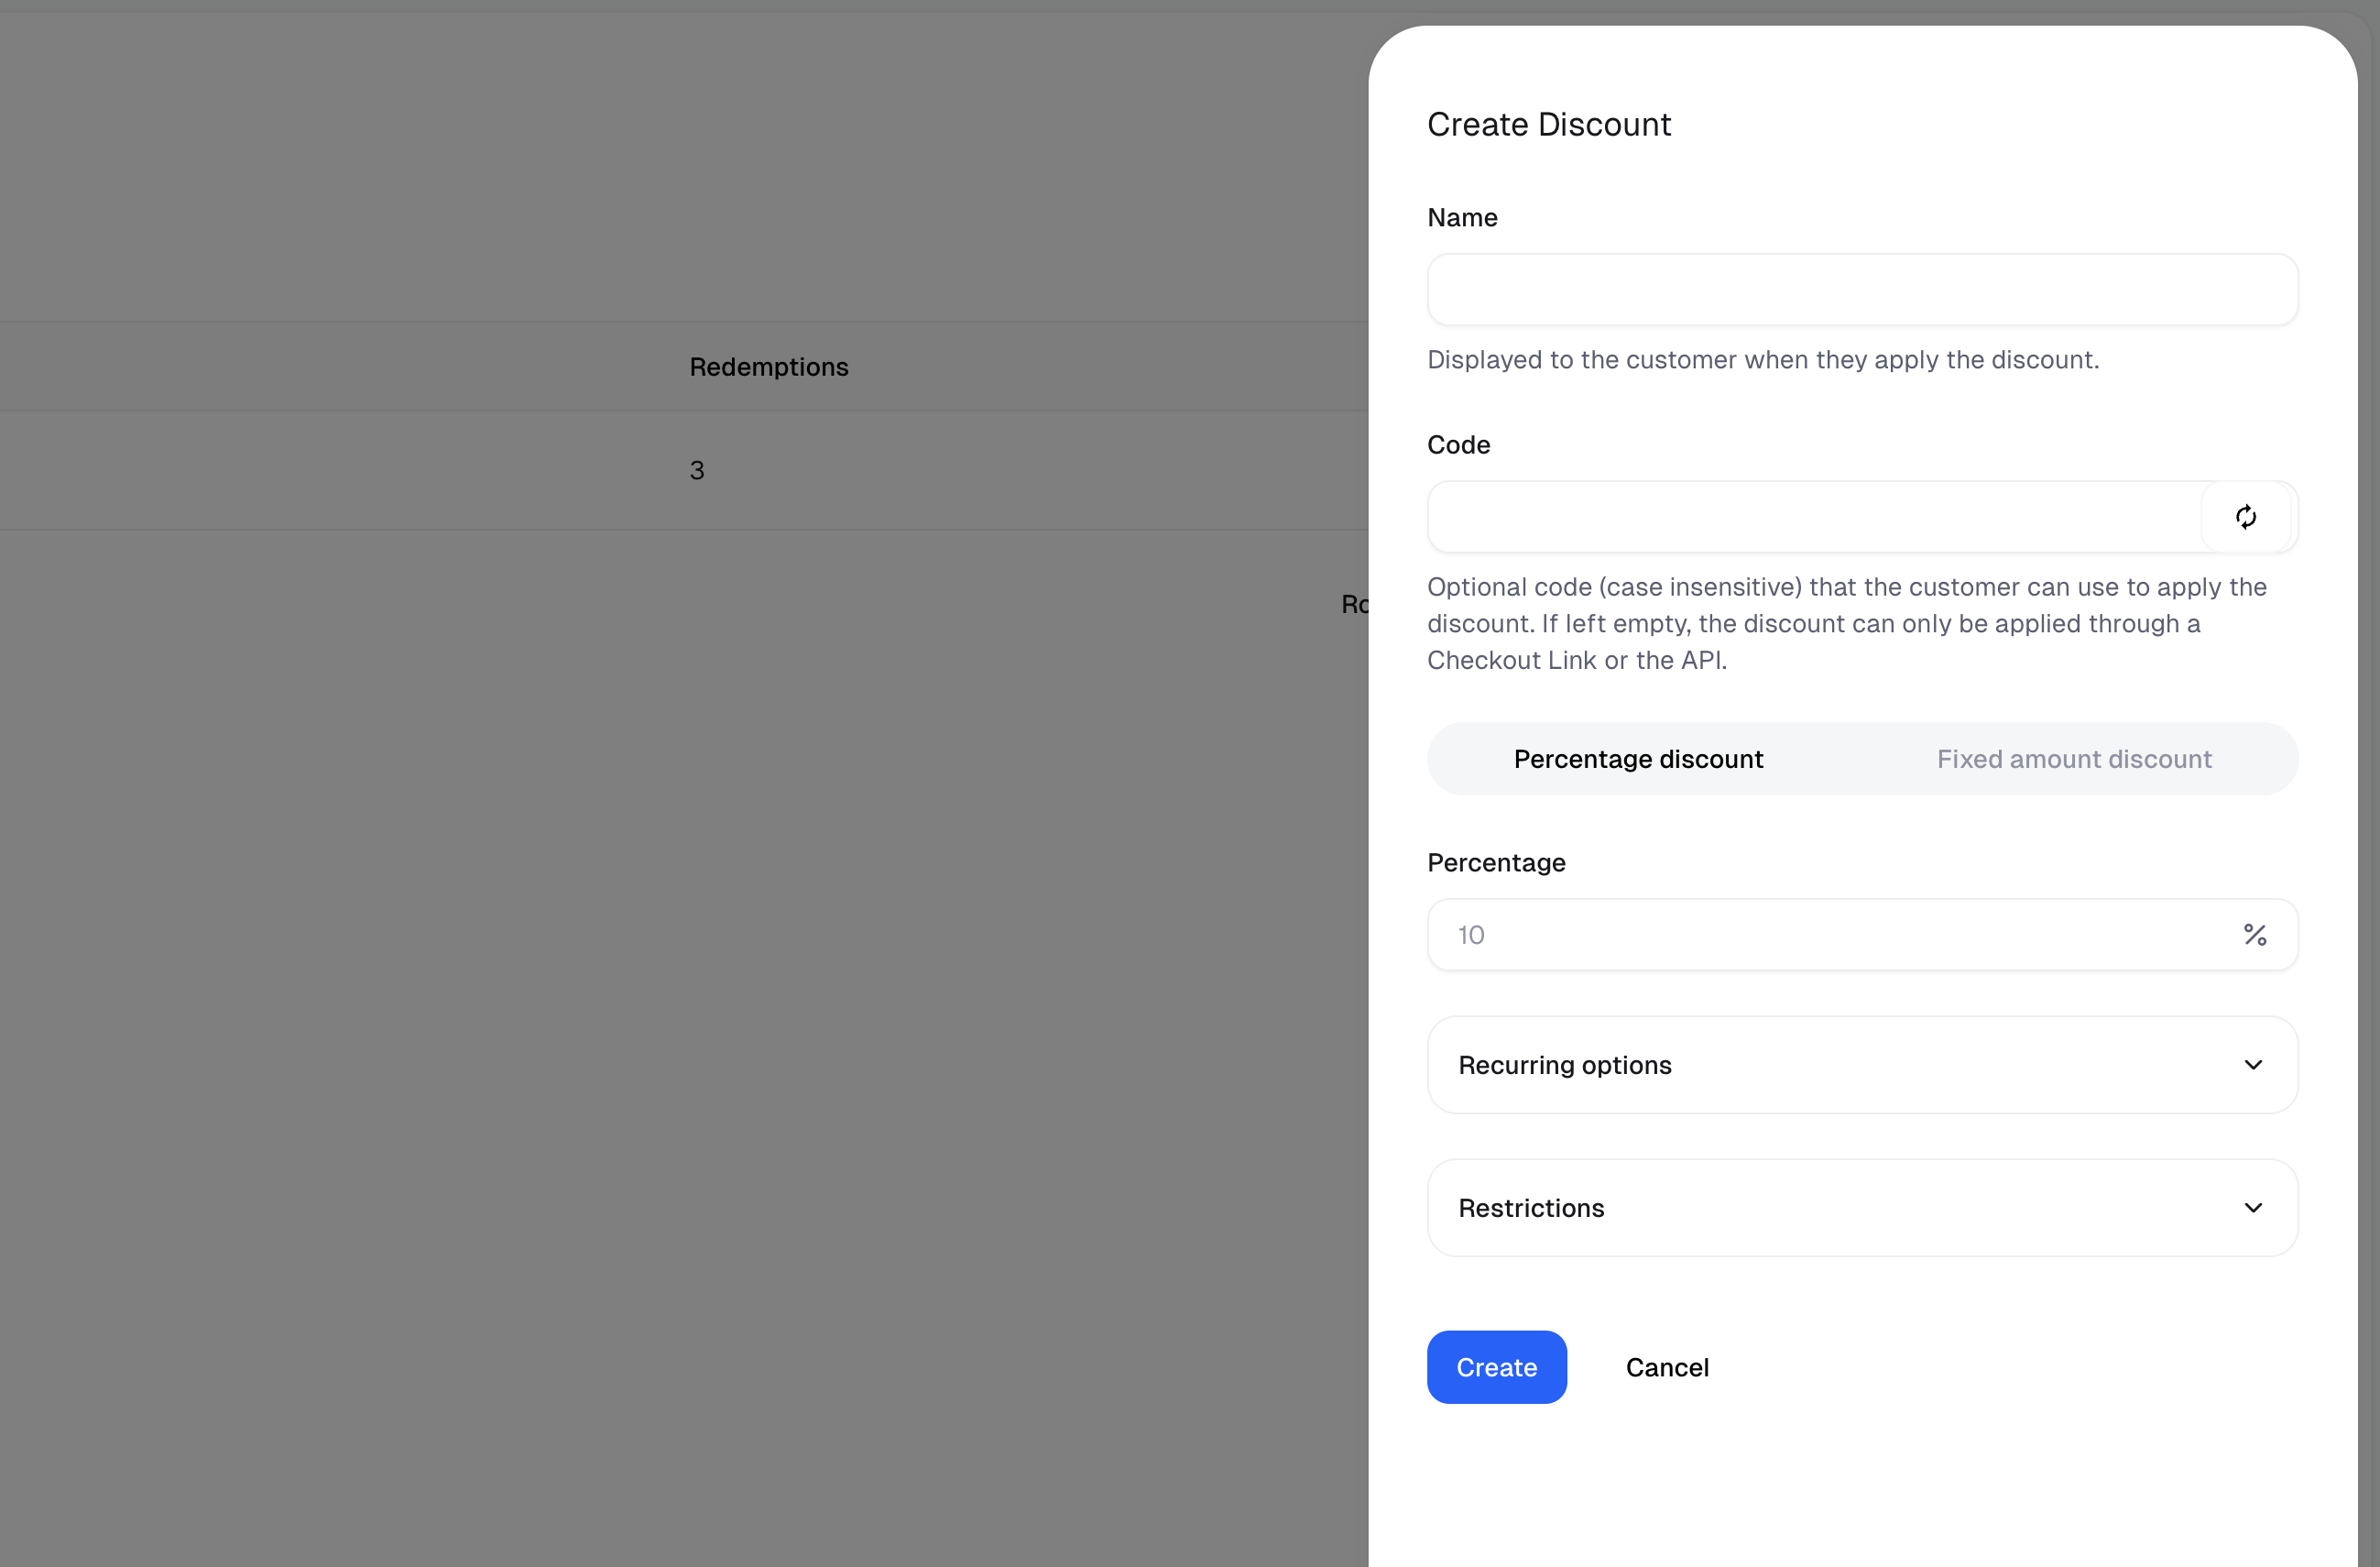 Redemptions
3
Create Discount
Name
Displayed to the customer when they apply the discount.
Code
Optional code (case insensitive) that the customer can use to apply the
discount. If left empty, the discount can only be applied through a
Checkout Link or the API.
Percentage discount
Fixed amount discount
Percentage
10 %
Recurring options
Restrictions
Create
Cancel